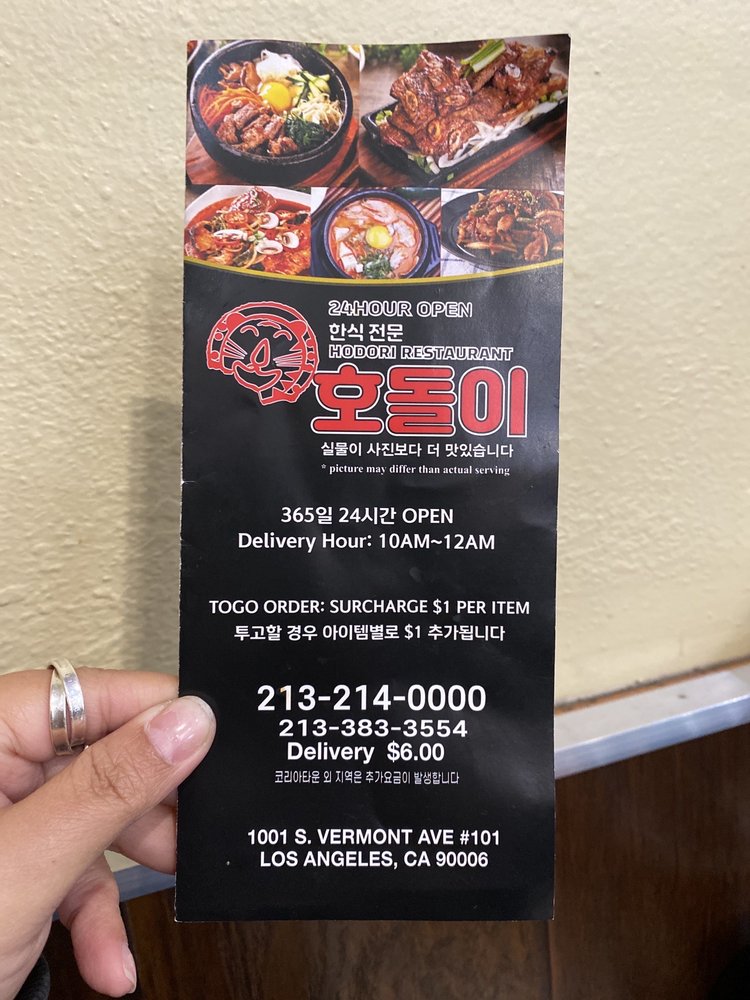 24HOUR OPEN
한식 전문
HODORI RESTAURANT
호돌이
실물이 사진보다 더 맛있습니다
* picture may differ than actual serving
365일 24시간 OPEN
Delivery Hour: 10AM~12AM
TOGO ORDER: SURCHARGE $1 PER ITEM
투고할 경우 아이템별로 $1 추가됩니다
213-214-0000
213-383-3554
Delivery $6.00
코리아타운 외 지역은 추가요금이 발생합니다
1001 S. VERMONT AVE #101
LOS ANGELES, CA 90006